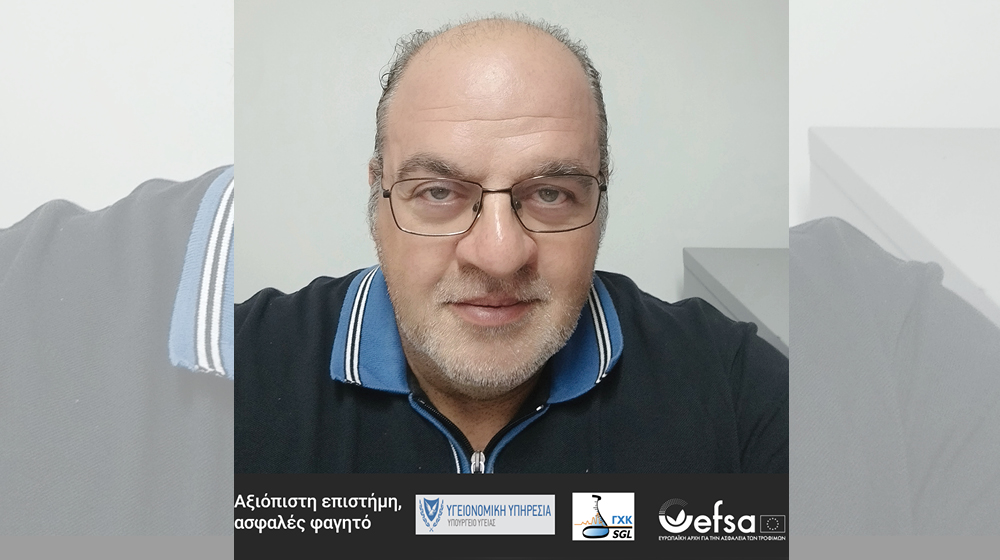 Αξιόπιστη επιστήμη,
ασφαλές φαγητό
ΥΓΕΙΟΝΟΜΙΚΗ ΥΠΗΡΕΣΙΑ
ΥΠΟΥΡΓΕΙΟ ΥΓΕΙΑΣ
ΓΧΚ
SGL
efsa
ΕΥΡΩΠΑΪΚΗ ΑΡΧΗ ΓΙΑ ΤΗΝ ΑΣΦΑΛΕΙΑ ΤΩΝ ΤΡΟΦΙΜΩΝ